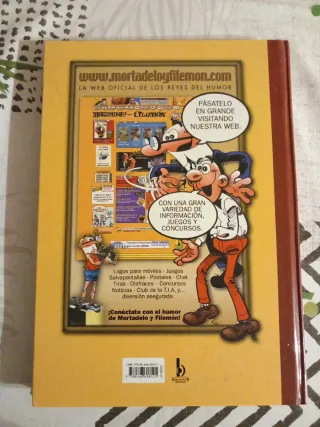 www.mortadeloyfilemon.com
LA WEB OFICIAL DE LOS REYES DEL HUMOR
PÁSATELO
EN GRANDE
VISITANDO
NUESTRA WEB.
CON UNA GRAN
VARIEDAD DE
INFORMACIÓN,
JUEGOS Y
CONCURSOS.
Logos para móviles · Juegos
Salvapantallas · Postales · Chat
Tiras · Disfraces · Concursos
Noticias · Club de la T.I.A, y...
diversión asegurada.
¡Conéctate con el humor
de Mortadelo y Filemón!